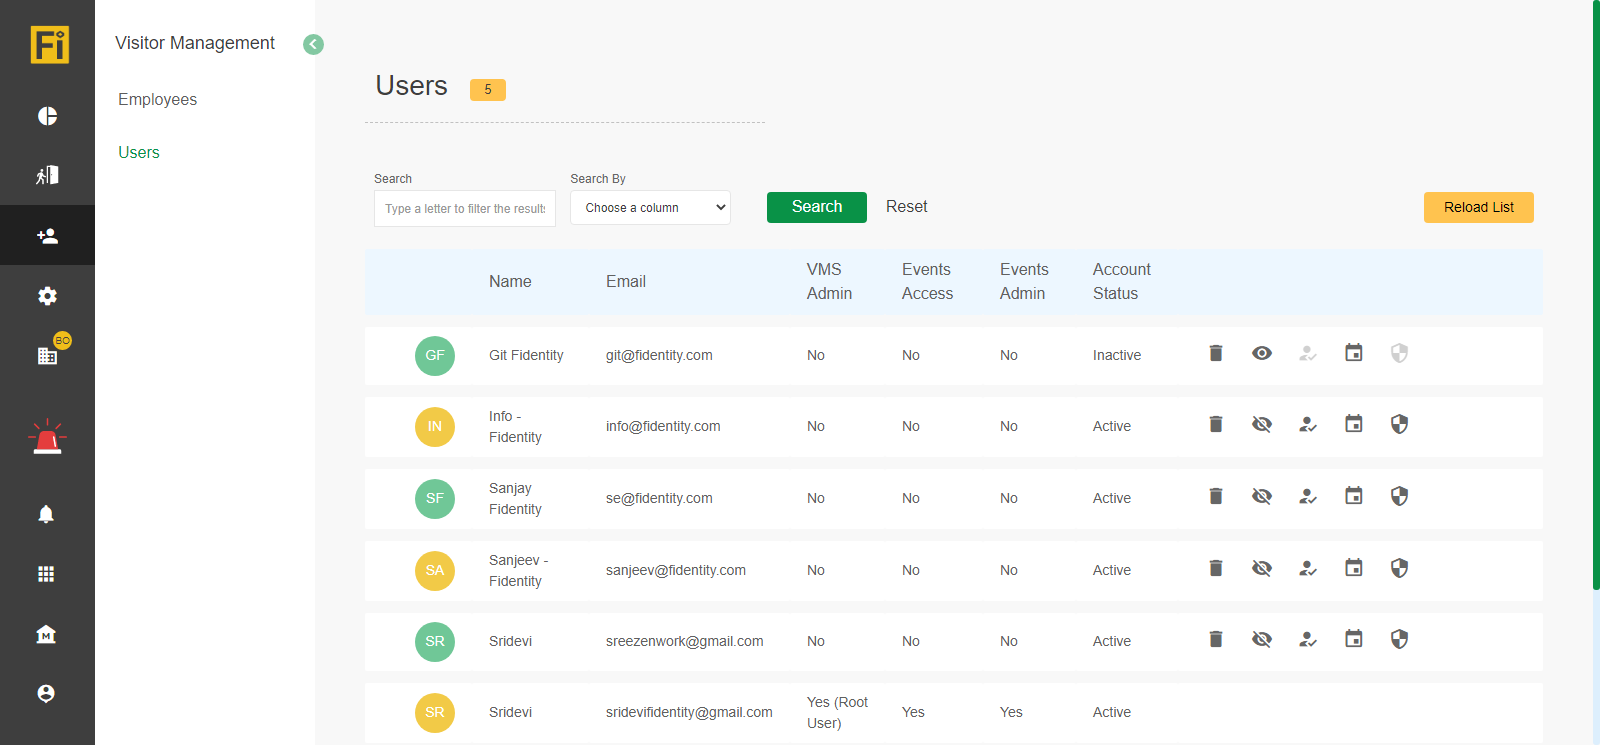 Fi
Visitor Management
Employees
Users
BO
M
Users 5
Search
Type a letter to filter the results
Search By
Choose a column
Search
Reset
Reload List
Name
Email
VMS
Admin
Events
Access
Events
Admin
Account
Status
GF
Git Fidentity
git@fidentity.com
No
No
No
Inactive
IN
Info -
Fidentity
info@fidentity.com
No
No
No
Active
SF
Sanjay
Fidentity
se@fidentity.com
No
No
No
Active
SA
Sanjeev -
Fidentity
sanjeev@fidentity.com
No
No
No
Active
SR
Sridevi
sreezenwork@gmail.com
No
No
No
Active
SR
Sridevi
sridevifidentity@gmail.com
Yes (Root
User)
Yes
Yes
Active